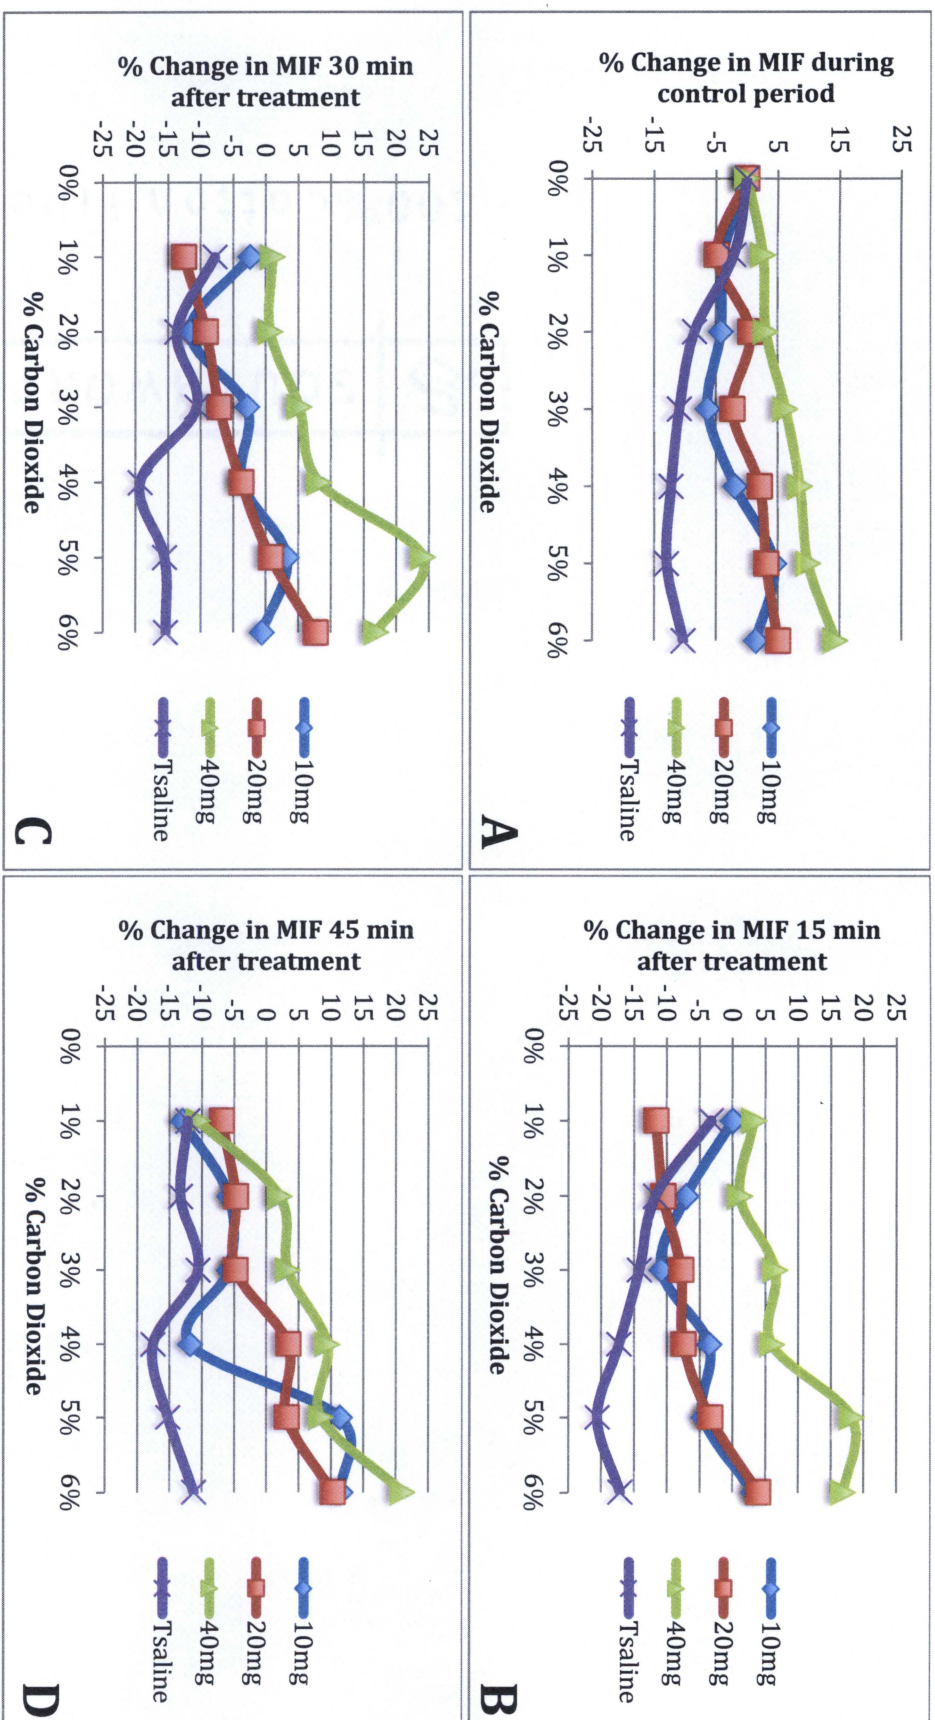 % Change in MIF during
control period
25
15
5
-5
-15
-25
0% 1% 2% 3% 4% 5% 6%
% Carbon Dioxide
10mg
20mg
40mg
Tsaline
A
% Change in MIF 15 min
after treatment
25
20
15
10
5
0
-5
-10
-15
-20
-25
0% 1% 2% 3% 4% 5% 6%
% Carbon Dioxide
10mg
20mg
40mg
Tsaline
B
% Change in MIF 30 min
after treatment
25
20
15
10
5
0
-5
-10
-15
-20
-25
0% 1% 2% 3% 4% 5% 6%
% Carbon Dioxide
10mg
20mg
40mg
Tsaline
C
% Change in MIF 45 min
after treatment
25
20
15
10
5
0
-5
-10
-15
-20
-25
0% 1% 2% 3% 4% 5% 6%
% Carbon Dioxide
10mg
20mg
40mg
Tsaline
D